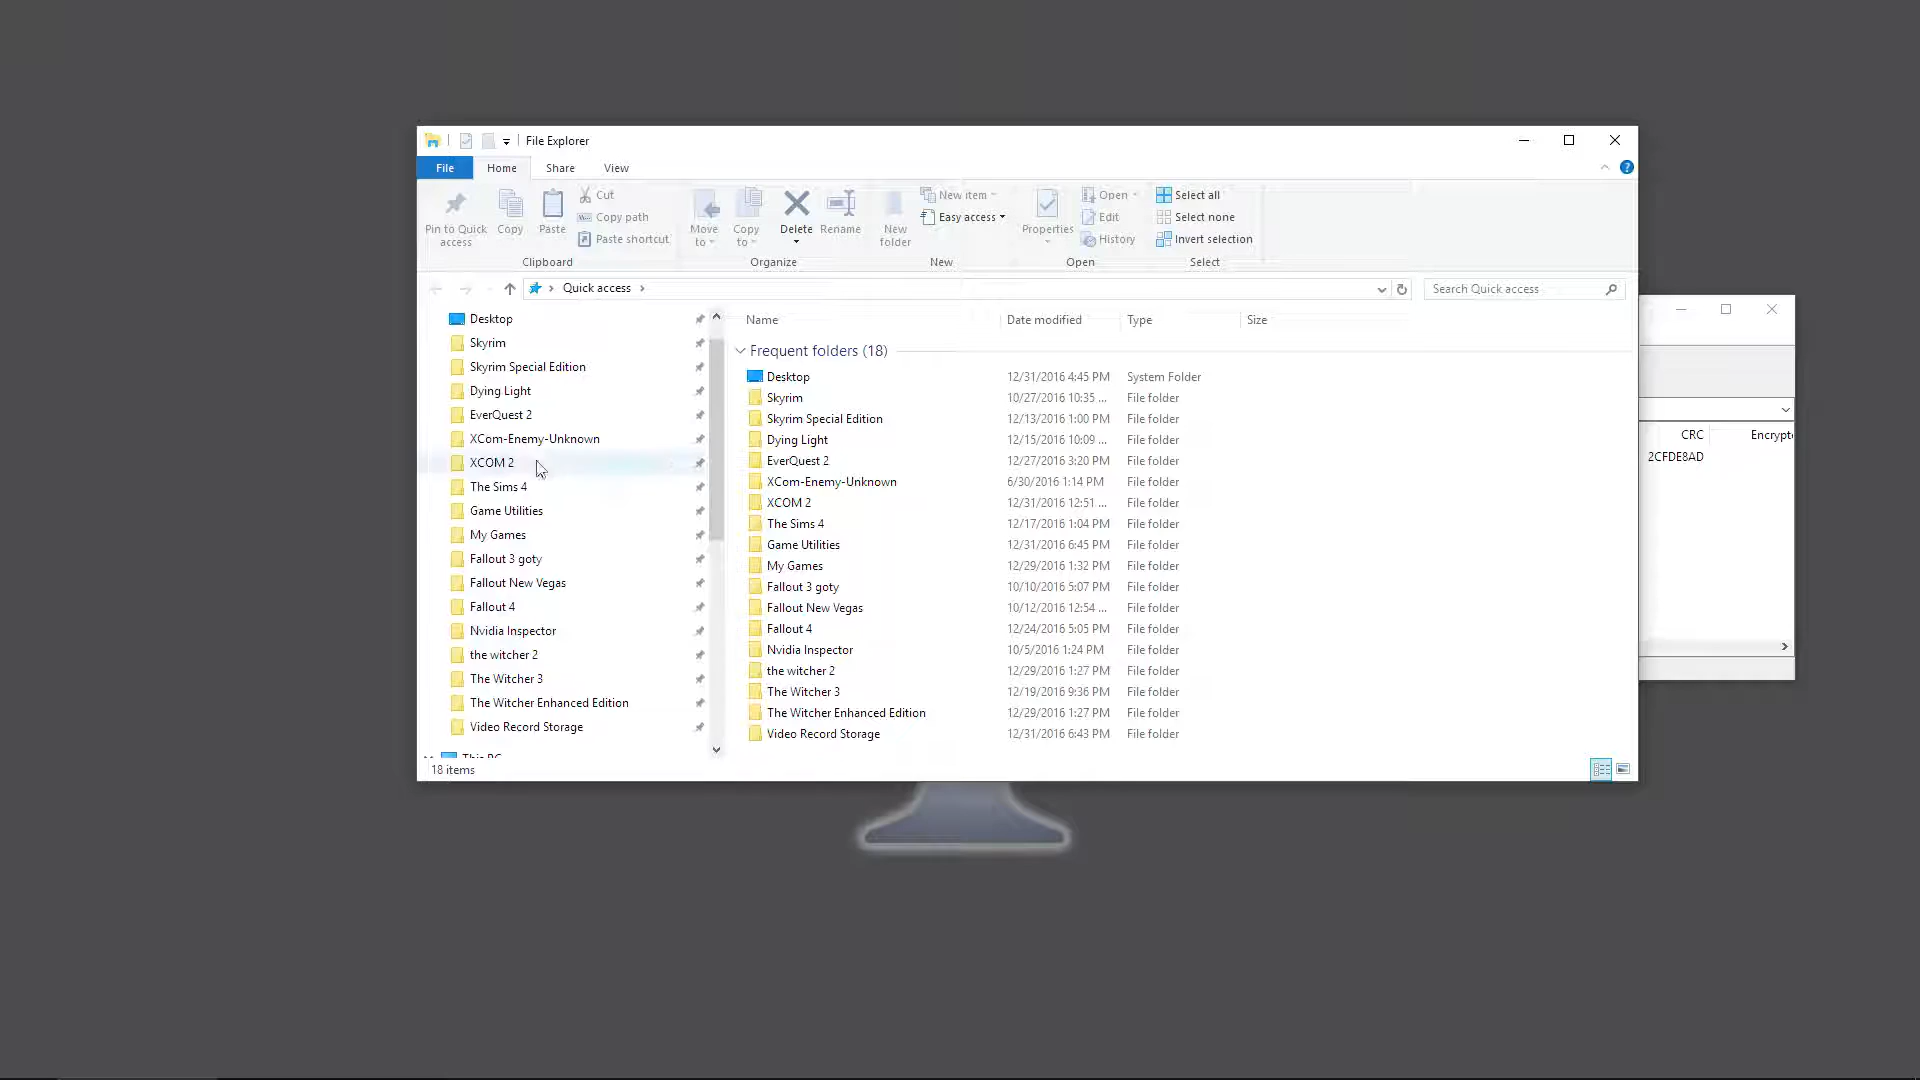 File Explorer
File Home Share View
Pin to Quick access
Copy
Paste
Cut
Copy path
Paste shortcut
Clipboard
Move to
Copy to
Delete
Rename
Organize
New folder
New item
Easy access
New
Properties
Open
Edit
History
Open
Select all
Select none
Invert selection
Select
Quick access
Search Quick access
Desktop
Skyrim
Skyrim Special Edition
Dying Light
EverQuest 2
XCom-Enemy-Unknown
XCOM 2
The Sims 4
Game Utilities
My Games
Fallout 3 goty
Fallout New Vegas
Fallout 4
Nvidia Inspector
the witcher 2
The Witcher 3
The Witcher Enhanced Edition
Video Record Storage
This PC
Name Date modified Type Size
Frequent folders (18)
Desktop 12/31/2016 4:45 PM System Folder
Skyrim 10/27/2016 10:35 ... File folder
Skyrim Special Edition 12/13/2016 1:00 PM File folder
Dying Light 12/15/2016 10:09 ... File folder
EverQuest 2 12/27/2016 3:20 PM File folder
XCom-Enemy-Unknown 6/30/2016 1:14 PM File folder
XCOM 2 12/31/2016 12:51 ... File folder
The Sims 4 12/17/2016 1:04 PM File folder
Game Utilities 12/31/2016 6:45 PM File folder
My Games 12/29/2016 1:32 PM File folder
Fallout 3 goty 10/10/2016 5:07 PM File folder
Fallout New Vegas 10/12/2016 12:54 ... File folder
Fallout 4 12/24/2016 5:05 PM File folder
Nvidia Inspector 10/5/2016 1:24 PM File folder
the witcher 2 12/29/2016 1:27 PM File folder
The Witcher 3 12/19/2016 9:36 PM File folder
The Witcher Enhanced Edition 12/29/2016 1:27 PM File folder
Video Record Storage 12/31/2016 6:43 PM File folder
18 items
CRC Encrypt
2CFDE8AD